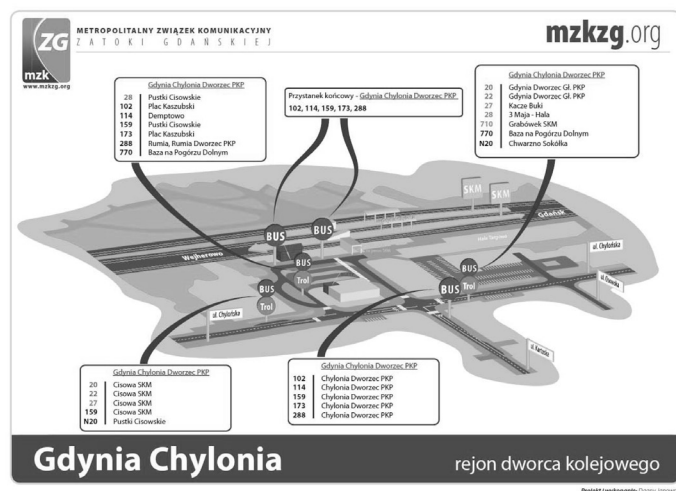 METROPOLITALNY ZWIĄZEK KOMUNIKACYJNY
ZATOKI GDAŃSKIEJ
ZG
mzk
www.mzkzg.org
mzkzg.org
Gdynia Chylonia Dworzec PKP
28 Pustki Cisowskie
102 Plac Kaszubski
114 Demptowo
159 Pustki Cisowskie
173 Plac Kaszubski
288 Rumia, Rumia Dworzec PKP
770 Baza na Pogórzu Dolnym
Przystanek końcowy - Gdynia Chylonia Dworzec PKP
102, 114, 159, 173, 288
Gdynia Chylonia Dworzec PKP
20 Gdynia Dworzec Gł. PKP
22 Gdynia Dworzec Gł. PKP
27 Kacze Buki
28 3 Maja - Hala
710 Grabówek SKM
770 Baza na Pogórzu Dolnym
N20 Chwarzno Sokółka
SKM
SKM
Gdańsk
Wejherowo
BUS
BUS
BUS
Trol
BUS
Trol
BUS
Trol
BUS
ul. Chylońska
ul. Chylońska
Gdynia Chylonia Dworzec PKP
20 Cisowa SKM
22 Cisowa SKM
27 Cisowa SKM
159 Cisowa SKM
N20 Pustki Cisowskie
Gdynia Chylonia Dworzec PKP
102 Chylonia Dworzec PKP
114 Chylonia Dworzec PKP
159 Chylonia Dworzec PKP
173 Chylonia Dworzec PKP
288 Chylonia Dworzec PKP
Gdynia Chylonia
rejon dworca kolejowego
Projekt i wykonanie: